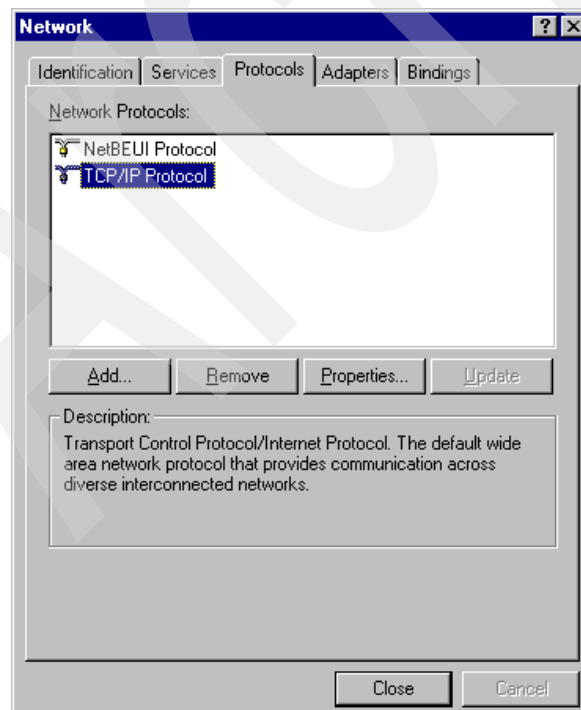 Network
Identification Services Protocols Adapters Bindings
Network Protocols:
NetBEUI Protocol
TCP/IP Protocol
Add... Remove Properties... Update
Description:
Transport Control Protocol/Internet Protocol. The default wide
area network protocol that provides communication across
diverse interconnected networks.
Close Cancel